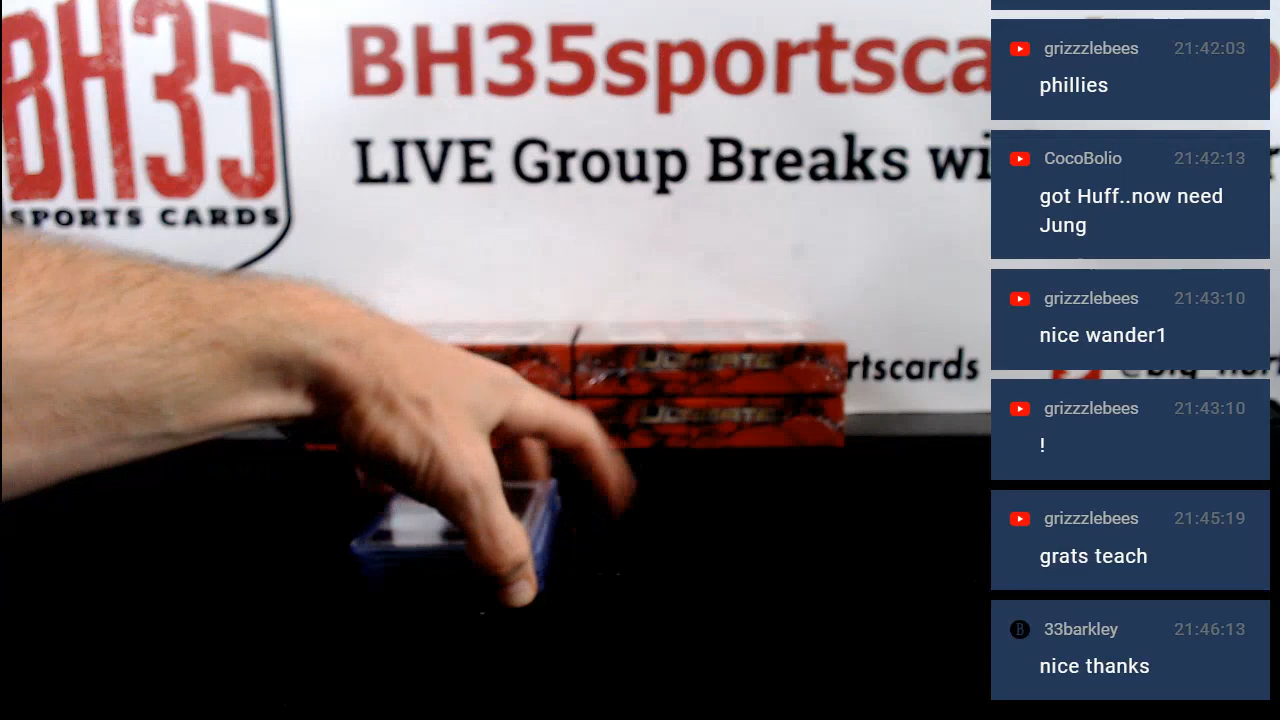 BH35
SPORTS CARDS
BH35sportsca
LIVE Group Breaks wi
rtscards
grizzzlebees 21:42:03
phillies
CocoBolio 21:42:13
got Huff..now need
Jung
grizzzlebees 21:43:10
nice wander1
grizzzlebees 21:43:10
!
grizzzlebees 21:45:19
grats teach
33barkley 21:46:13
nice thanks